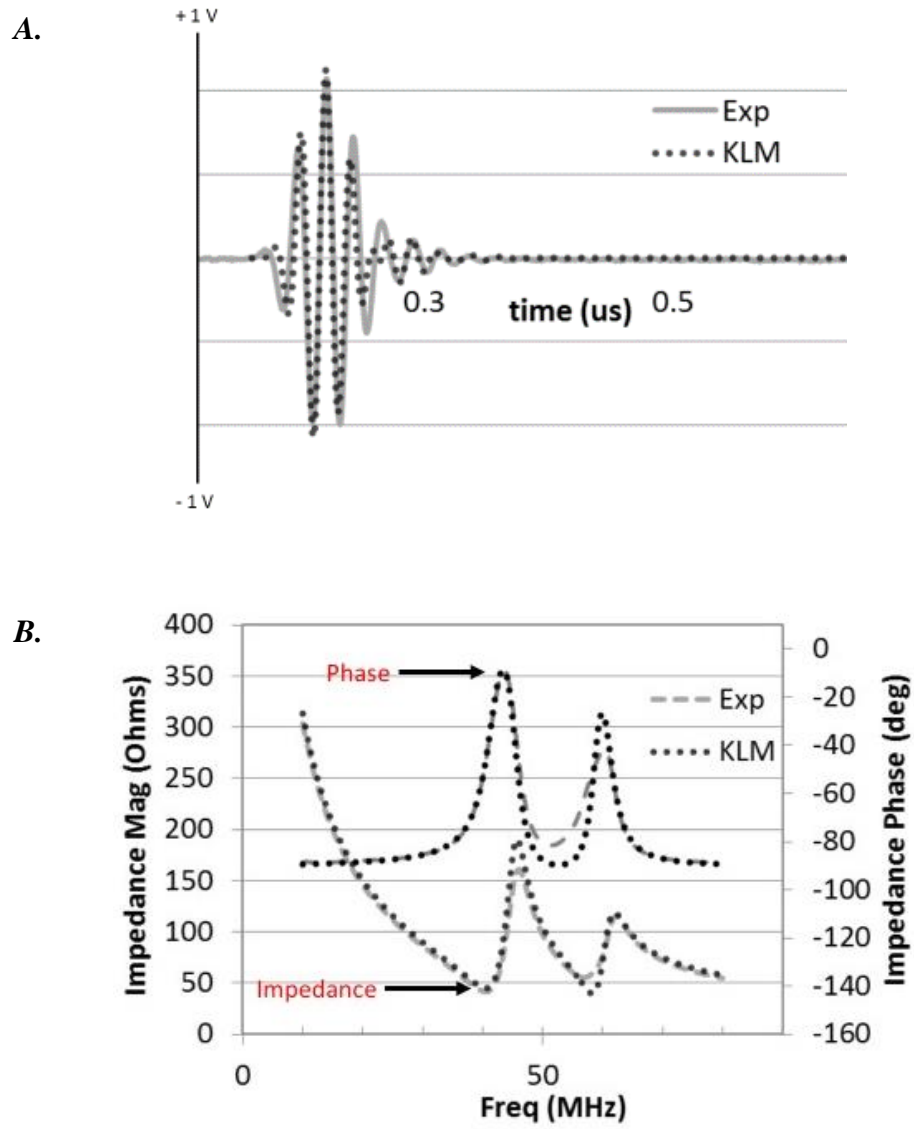 A.
+1V
Exp
KLM
0.3
time (us)
0.5
-1V
B.
Impedance Mag (Ohms)
400
350
300
250
200
150
100
50
0
Phase
Impedance
Exp
KLM
0
-20
-40
-60
-80
-100
-120
-140
-160
Impedance Phase (deg)
0
50
Freq (MHz)